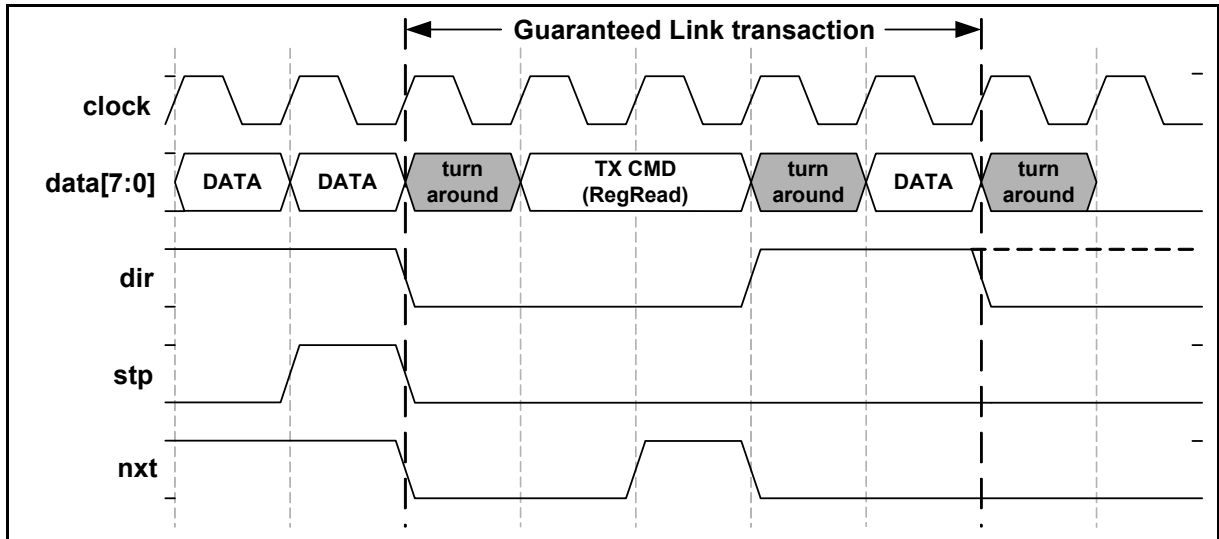 Guaranteed Link transaction
clock
data[7:0]
DATA
DATA
turn
around
TX CMD
(RegRead)
turn
around
DATA
turn
around
dir
stp
nxt